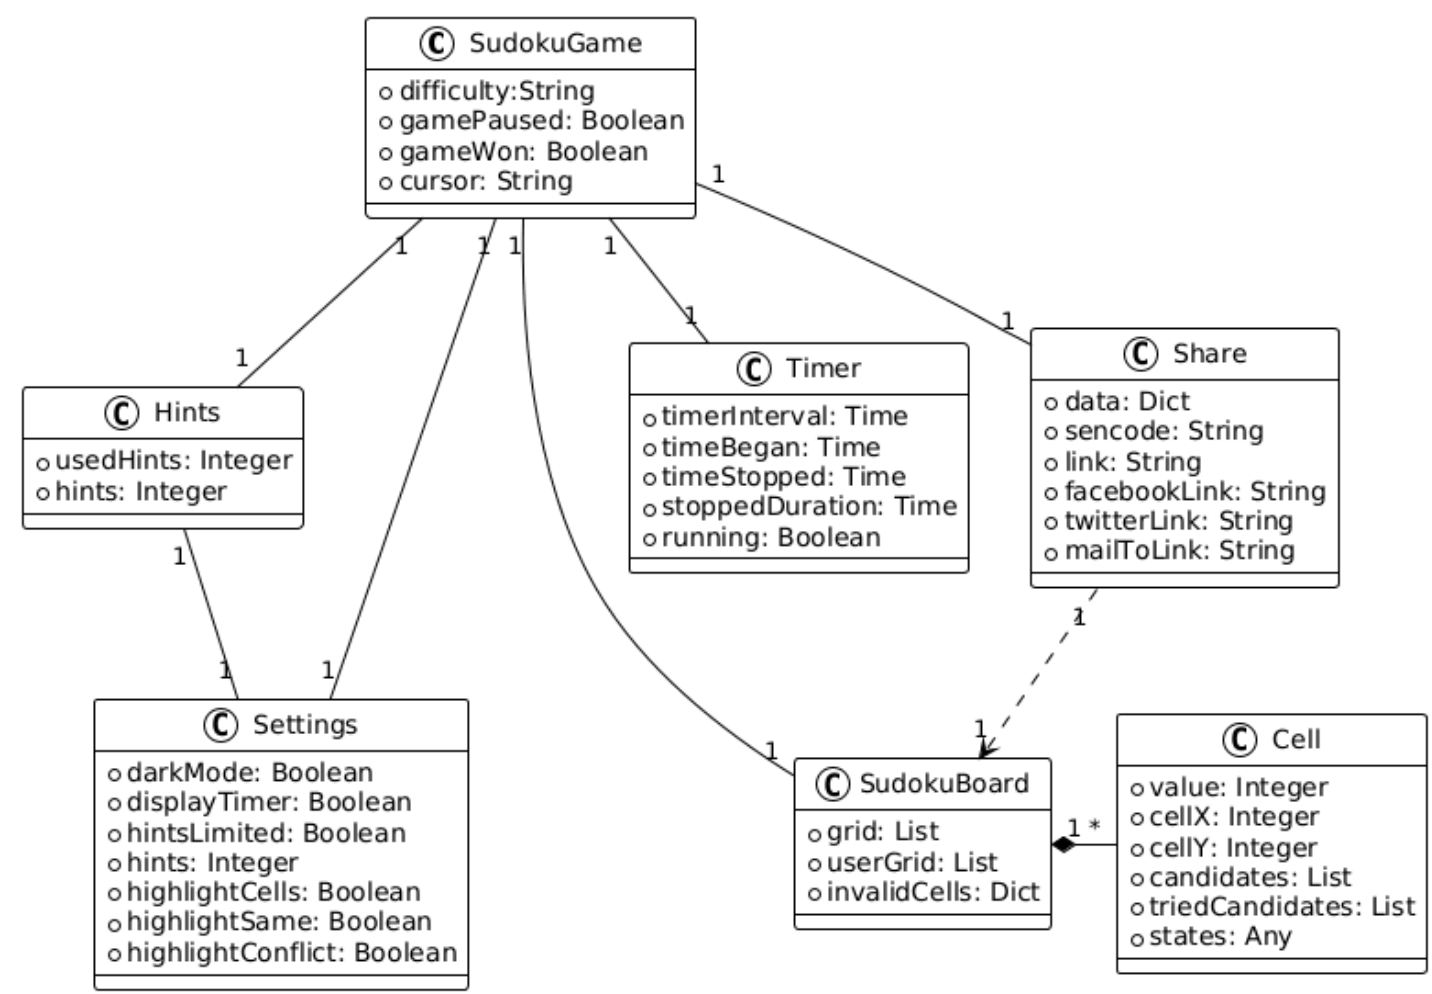 C SudokuGame
difficulty:String
gamePaused: Boolean
gameWon: Boolean
cursor: String
1
1
1
1
1
1
1
1
C Hints
usedHints: Integer
hints: Integer
C Timer
timerInterval: Time
timeBegan: Time
timeStopped: Time
stoppedDuration: Time
running: Boolean
C Share
data: Dict
sencode: String
link: String
facebookLink: String
twitterLink: String
mailToLink: String
1
1
1
1
1
1
C Settings
darkMode: Boolean
displayTimer: Boolean
hintsLimited: Boolean
hints: Integer
highlightCells: Boolean
highlightSame: Boolean
highlightConflict: Boolean
C SudokuBoard
grid: List
userGrid: List
invalidCells: Dict
1 *
C Cell
value: Integer
cellX: Integer
cellY: Integer
candidates: List
triedCandidates: List
states: Any